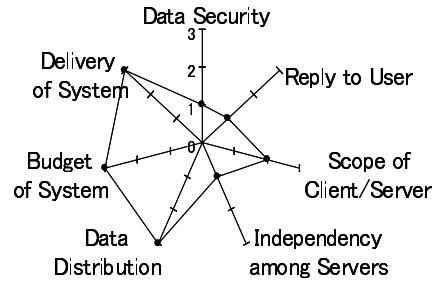 Data Security
3
2
1
0
Reply to User
Scope of
Client/Server
Independency
among Servers
Data
Distribution
Budget
of System
Delivery
of System